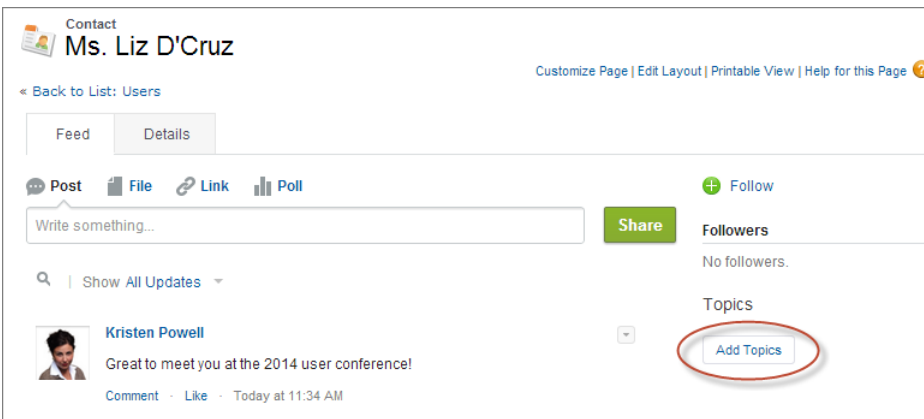 Contact
Ms. Liz D'Cruz
Customize Page | Edit Layout | Printable View | Help for this Page ?
« Back to List: Users
Feed Details
Post File Link Poll
Write something...
Share
Show All Updates
Kristen Powell
Great to meet you at the 2014 user conference!
Comment · Like · Today at 11:34 AM
Follow
Followers
No followers.
Topics
Add Topics